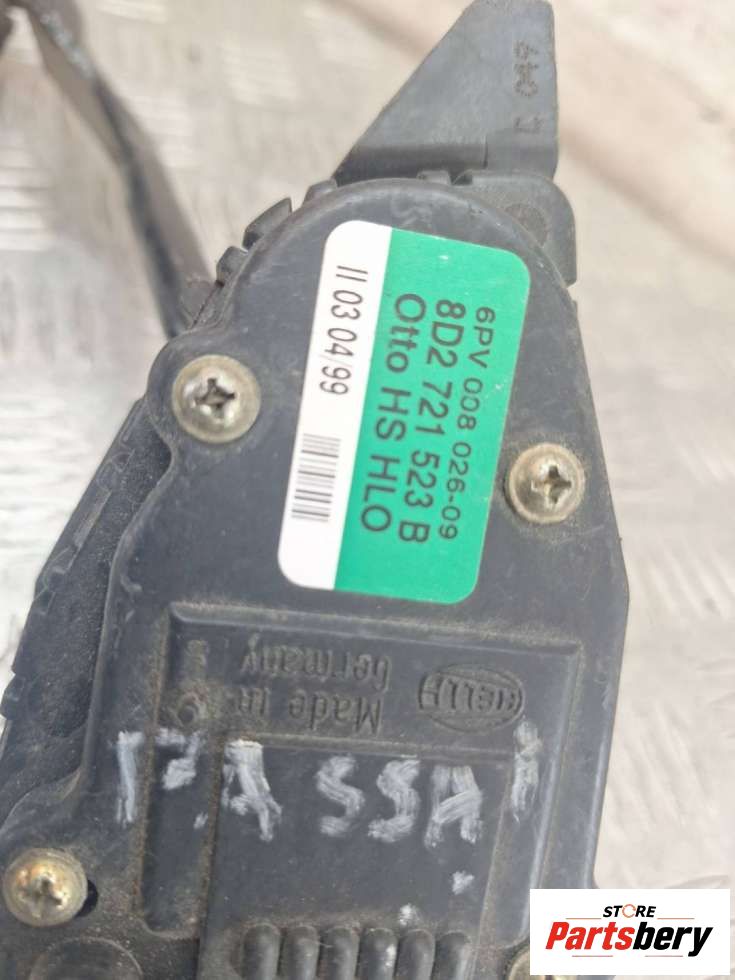 6PV 008 026-09
8D2 721 523 B
Otto HS HLO
11 03 04/99
Made in
Germany
HELLA
PASSA
STORE
Partsbery